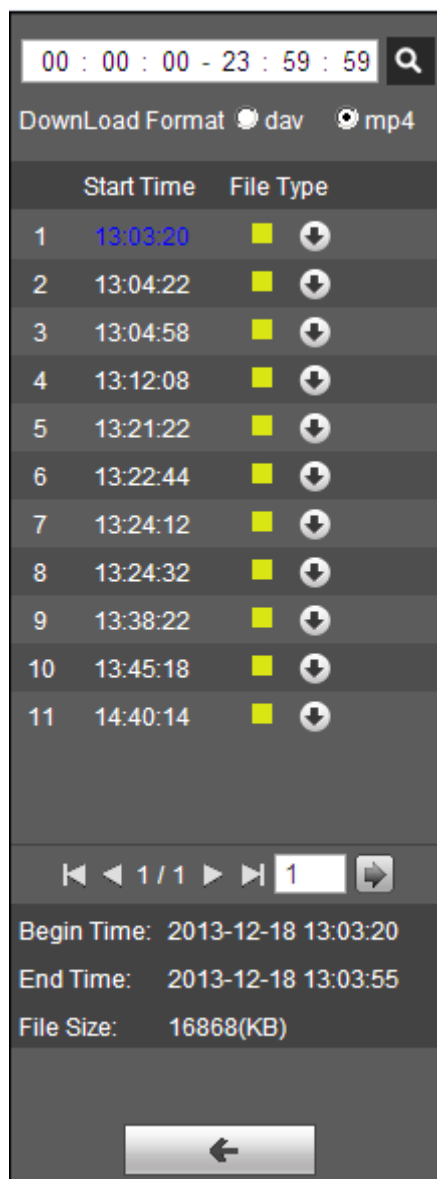 00 : 00 : 00 - 23 : 59 : 59
DownLoad Format dav mp4
Start Time File Type
1 13:03:20
2 13:04:22
3 13:04:58
4 13:12:08
5 13:21:22
6 13:22:44
7 13:24:12
8 13:24:32
9 13:38:22
10 13:45:18
11 14:40:14
1 / 1 1
Begin Time: 2013-12-18 13:03:20
End Time: 2013-12-18 13:03:55
File Size: 16868(KB)